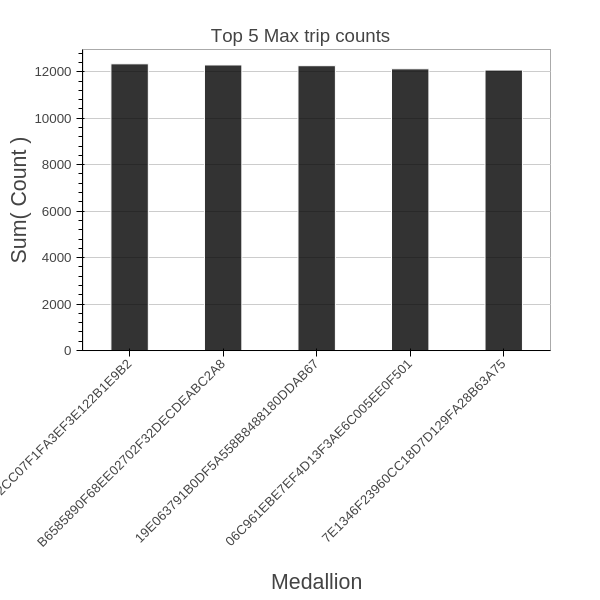 Top 5 Max trip counts
Sum( Count )
12000
10000
8000
6000
4000
2000
0
2CC07F1FA3EF3E122B1E9B2
B6585890F68EE02702F32DECDEABC2A8
19E063791B0DF5A558B8488180DDAB67
06C961EBE7EF4D13F3AE6C005EE0F501
7E1346F23960CC18D7D129FA28B63A75
Medallion